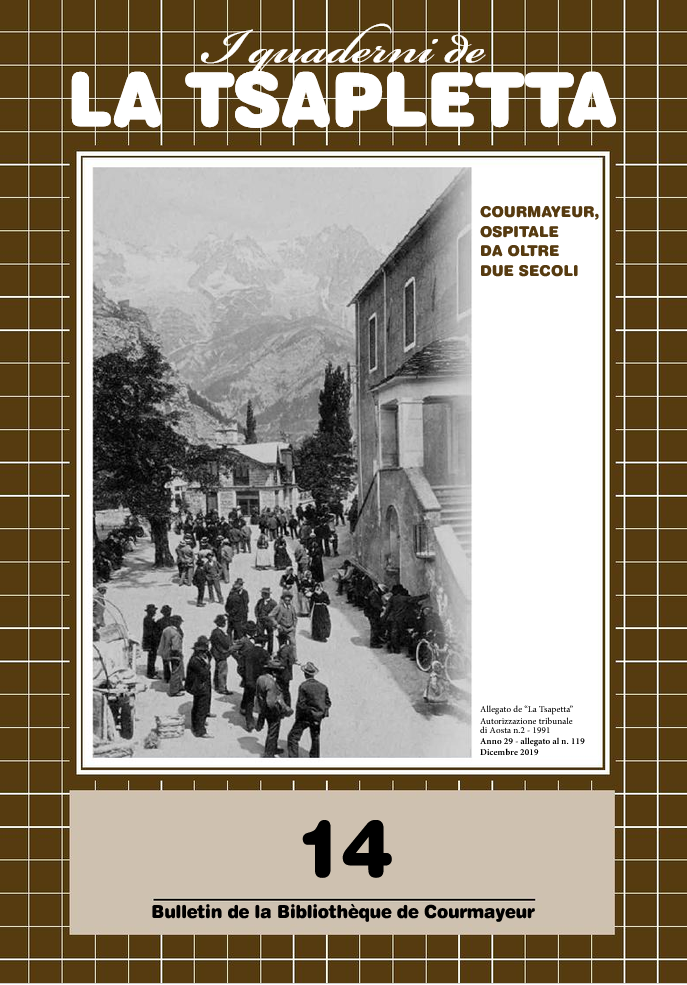 I quaderni de
LA TSAPLETTA
COURMAYEUR,
OSPITALE
DA OLTRE
DUE SECOLI
Allegato de “La Tsapetta”
Autorizzazione tribunale
di Aosta n.2 - 1991
Anno 29 - allegato al n. 119
Dicembre 2019
14
Bulletin de la Bibliothèque de Courmayeur